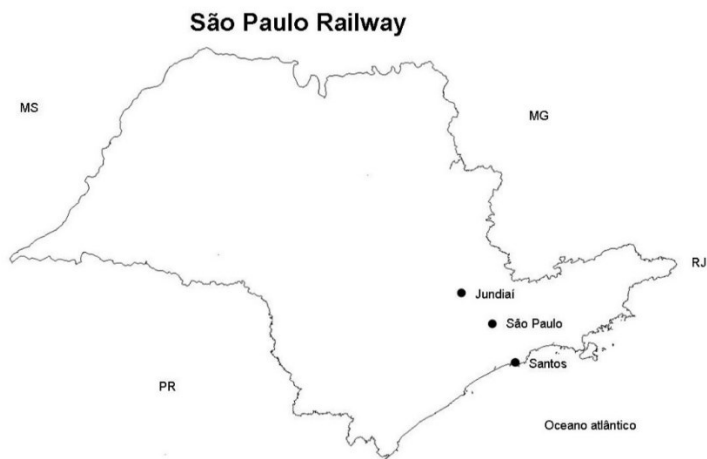 São Paulo Railway
MS
MG
RJ
Jundiaí
São Paulo
Santos
PR
Oceano atlântico